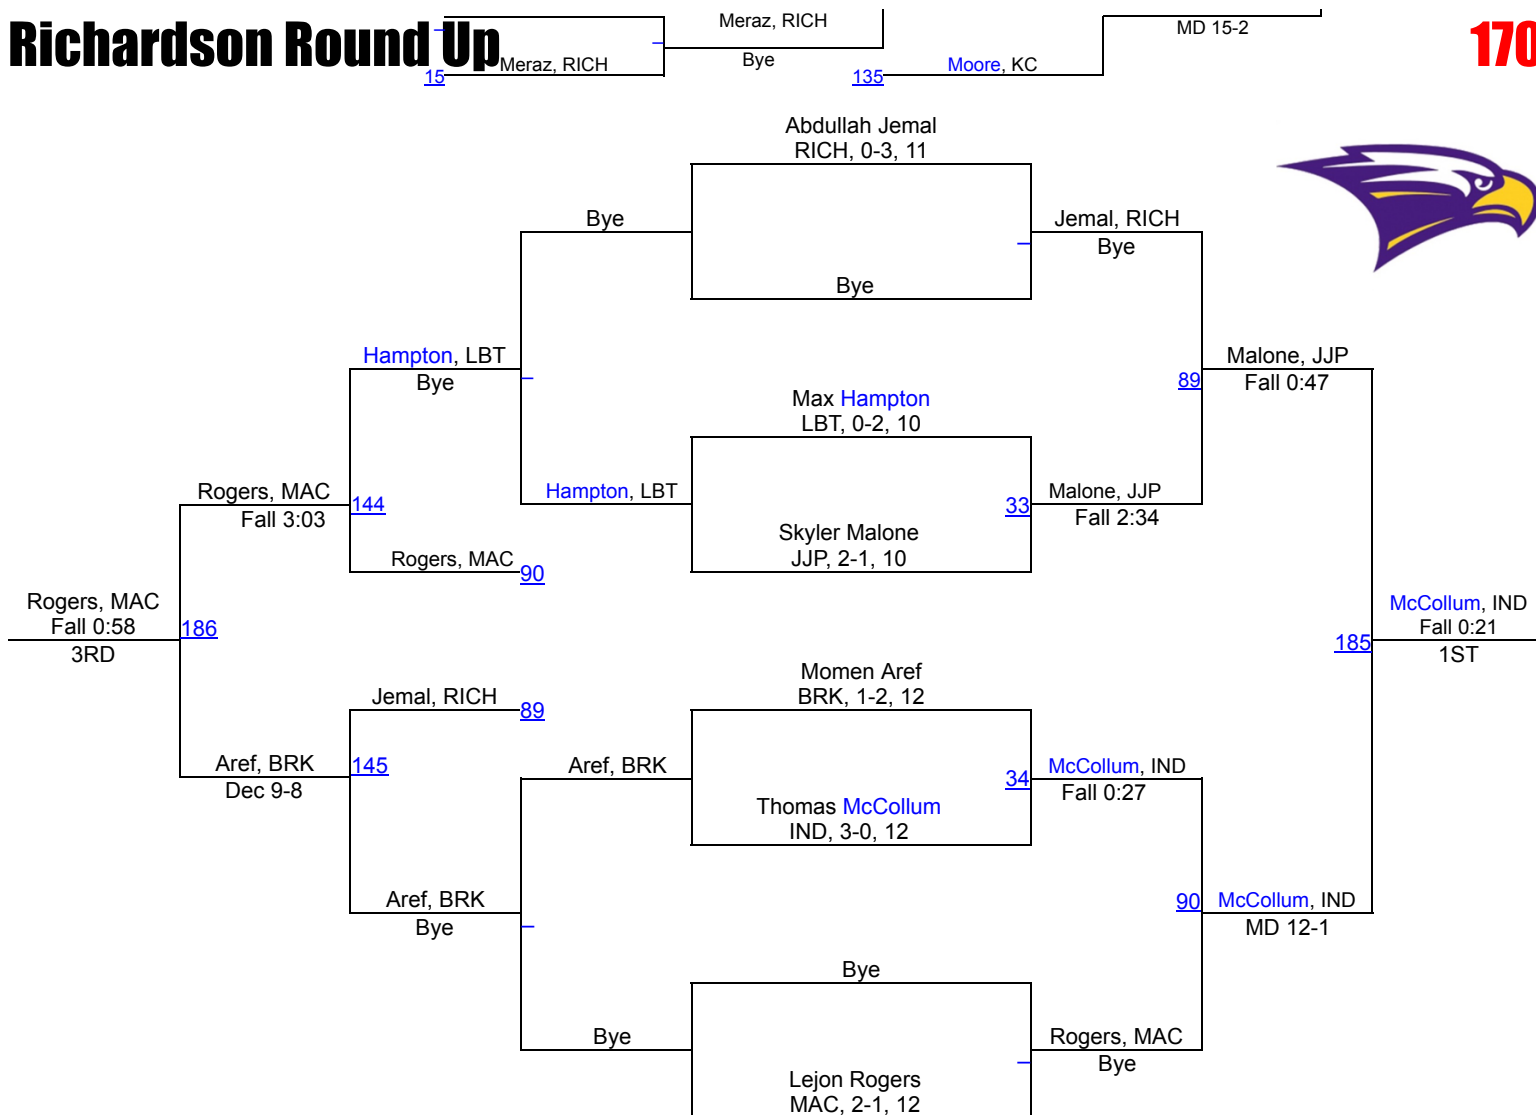 Richardson Round Up
170
Meraz, RICH
Bye
15
Meraz, RICH
135
Moore, KC
MD 15-2
Abdullah Jemal
RICH, 0-3, 11
Bye
Jemal, RICH
Bye
Bye
Hampton, LBT
Bye
Max Hampton
LBT, 0-2, 10
89
Malone, JJP
Fall 0:47
Hampton, LBT
33
Malone, JJP
Fall 2:34
Skyler Malone
JJP, 2-1, 10
Rogers, MAC
Fall 3:03
144
Rogers, MAC
90
Rogers, MAC
Fall 0:58
3RD
186
185
McCollum, IND
Fall 0:21
1ST
Jemal, RICH
89
Momen Aref
BRK, 1-2, 12
Aref, BRK
Dec 9-8
145
Aref, BRK
34
McCollum, IND
Fall 0:27
Thomas McCollum
IND, 3-0, 12
Aref, BRK
Bye
90
McCollum, IND
MD 12-1
Bye
Bye
Rogers, MAC
Bye
Lejon Rogers
MAC, 2-1, 12